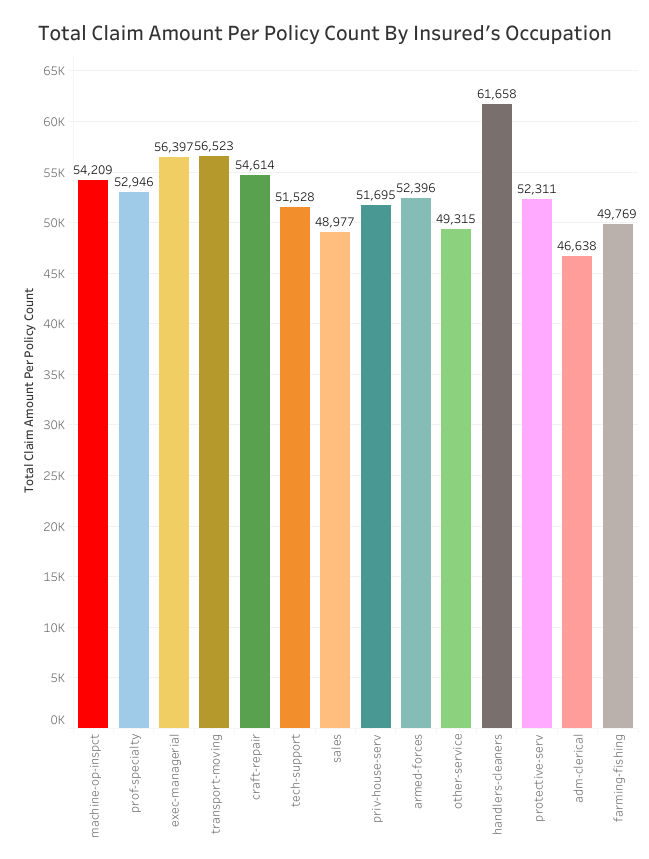 Total Claim Amount Per Policy Count By Insured's Occupation
Total Claim Amount Per Policy Count
65K
60K
55K
50K
45K
40K
35K
30K
25K
20K
15K
10K
5K
0K
54,209
52,946
56,397
56,523
54,614
51,528
48,977
51,695
52,396
49,315
61,658
52,311
46,638
49,769
machine-op-inspct
prof-specialty
exec-managerial
transport-moving
craft-repair
tech-support
sales
priv-house-serv
armed-forces
other-service
handlers-cleaners
protective-serv
adm-clerical
farming-fishing